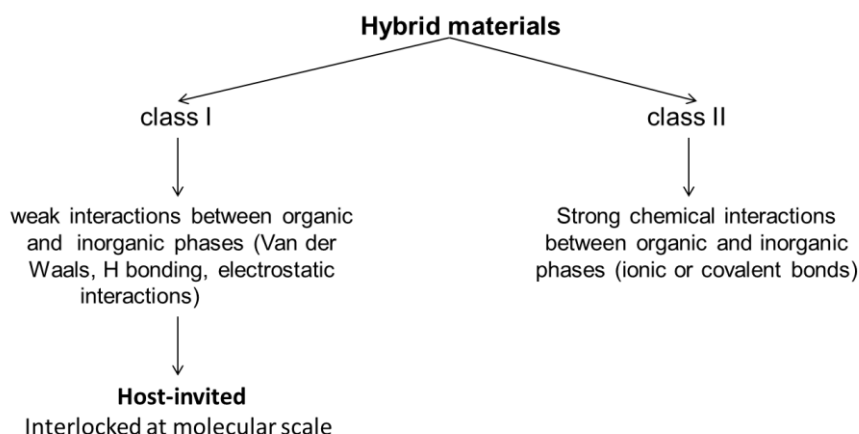 Hybrid materials
class I
class II
weak interactions between organic
and inorganic phases (Van der
Waals, H bonding, electrostatic
interactions)
Strong chemical interactions
between organic and inorganic
phases (ionic or covalent bonds)
Host-invited
Interlocked at molecular scale